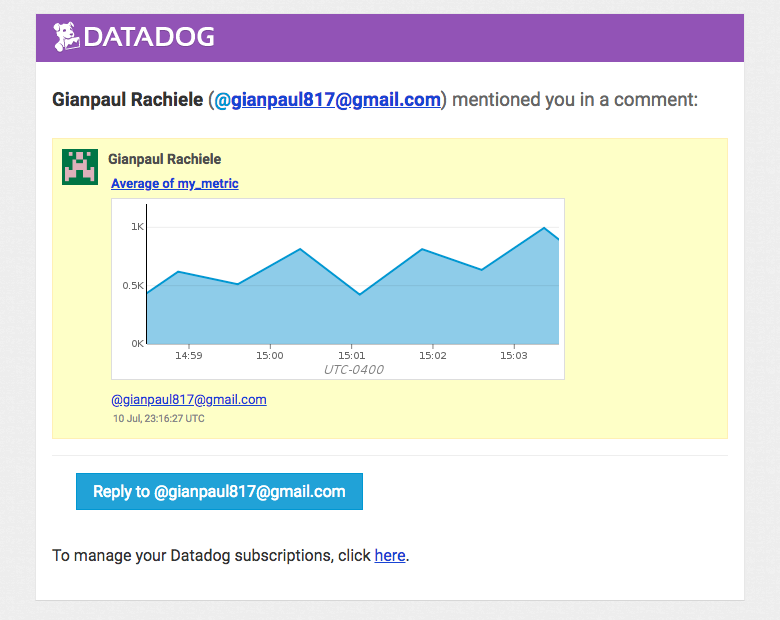 DATADOG
Gianpaul Rachiele (@gianpaul817@gmail.com) mentioned you in a comment:
Gianpaul Rachiele
Average of my_metric
1K
0.5K
0K
14:59 15:00 15:01 15:02 15:03
UTC-0400
@gianpaul817@gmail.com
10 Jul, 23:16:27 UTC
Reply to @gianpaul817@gmail.com
To manage your Datadog subscriptions, click here.